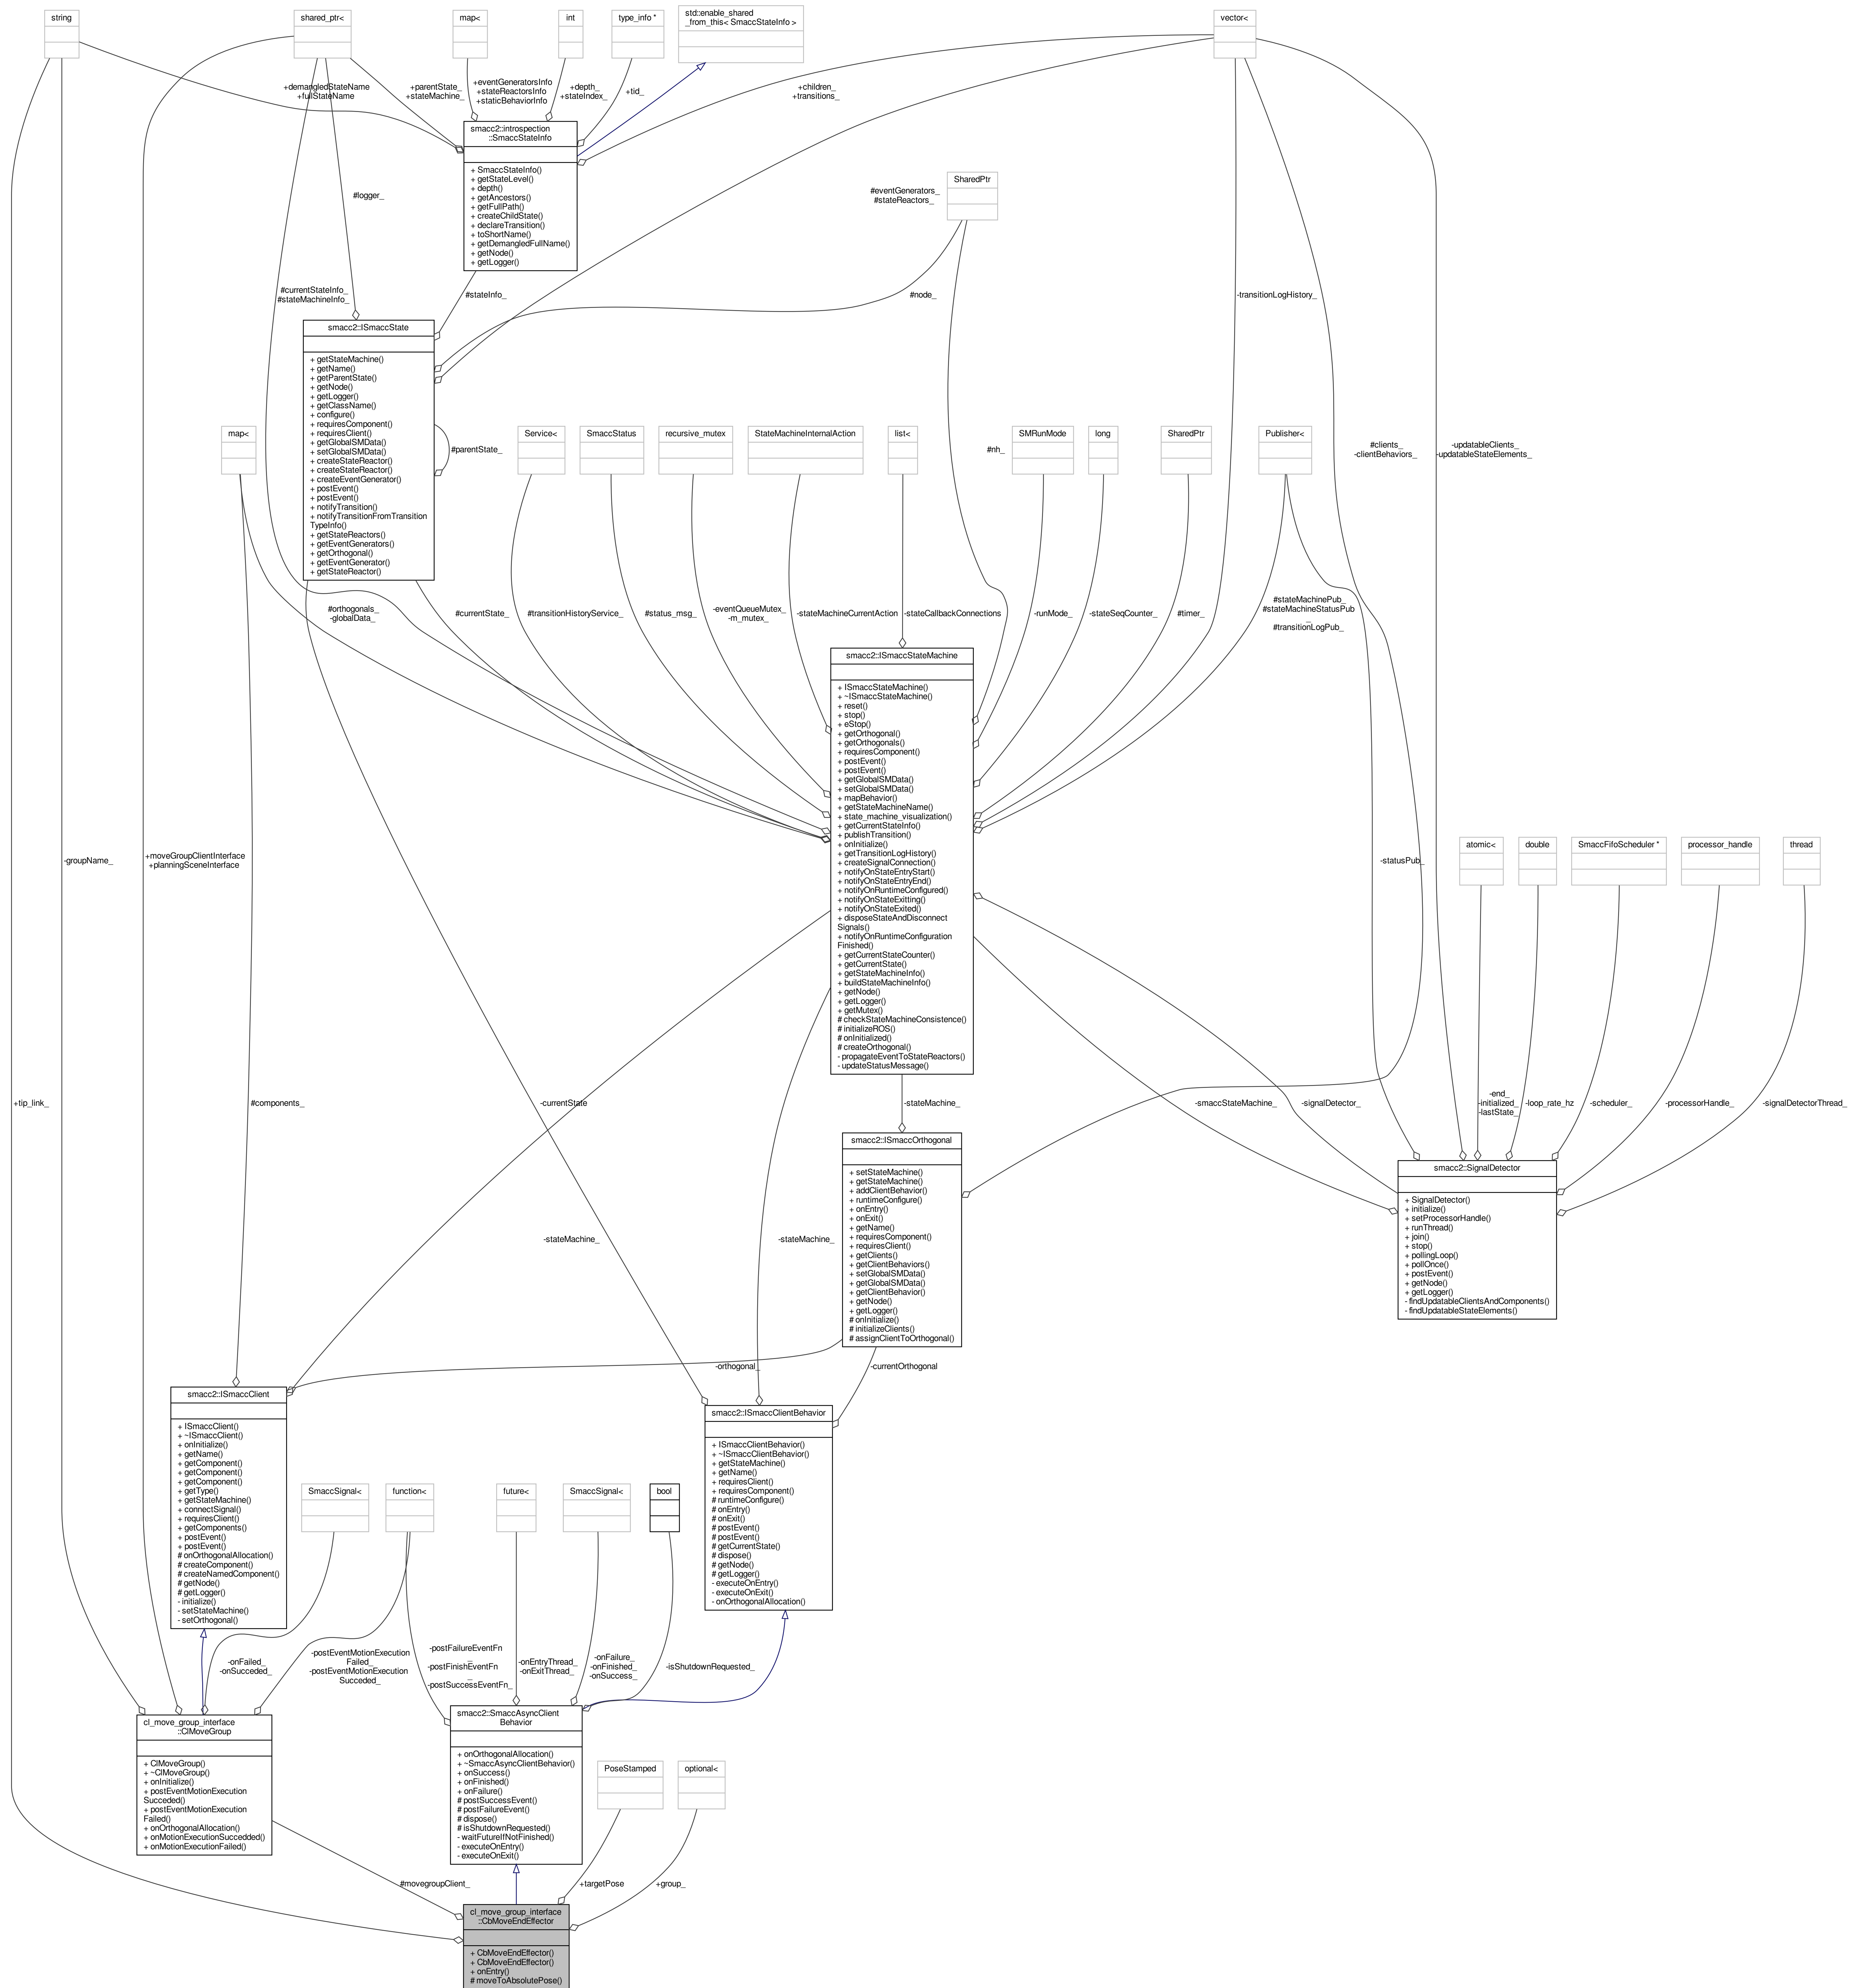 string
shared_ptr<
map<
int
type_info *
std::enable_shared
_from_this< SmaccStateInfo >
vector<
+demangledStateName
+fullStateName
+parentState_
+stateMachine_
+eventGeneratorsInfo
+stateReactorsInfo
+staticBehaviorInfo
+depth_
+stateIndex_
+tid_
+children_
+transitions_
smacc2::introspection
::SmaccStateInfo
+ SmaccStateInfo()
+ getStateLevel()
+ depth()
+ getAncestors()
+ getFullPath()
+ createChildState()
+ declareTransition()
+ toShortName()
+ getDemangledFullName()
+ getNode()
+ getLogger()
SharedPtr
#logger_
#eventGenerators_
#stateReactors_
#currentStateInfo_
#stateMachineInfo_
#stateInfo_
#node_
-transitionLogHistory_
smacc2::ISmaccState
+ getStateMachine()
+ getName()
+ getParentState()
+ getNode()
+ getLogger()
+ getClassName()
+ configure()
+ requiresComponent()
+ requiresClient()
+ getGlobalSMData()
+ setGlobalSMData()
+ createStateReactor()
+ createStateReactor()
+ createEventGenerator()
+ postEvent()
+ postEvent()
+ notifyTransition()
+ notifyTransitionFromTransition
TypeInfo()
+ getStateReactors()
+ getEventGenerators()
+ getOrthogonal()
+ getEventGenerator()
+ getStateReactor()
#parentState_
map<
Service<
SmaccStatus
recursive_mutex
StateMachineInternalAction
list<
#nh_
SMRunMode
long
SharedPtr
Publisher<
#clients_
-clientBehaviors_
-updatableClients_
-updatableStateElements_
#orthogonals_
-globalData_
#currentState_
#transitionHistoryService_
#status_msg_
-eventQueueMutex_
-m_mutex_
-stateMachineCurrentAction
-stateCallbackConnections
-runMode_
-stateSeqCounter_
#timer_
#stateMachinePub_
#stateMachineStatusPub
_
#transitionLogPub_
smacc2::ISmaccStateMachine
+ ISmaccStateMachine()
+ ~ISmaccStateMachine()
+ reset()
+ stop()
+ eStop()
+ getOrthogonal()
+ getOrthogonals()
+ requiresComponent()
+ postEvent()
+ postEvent()
+ getGlobalSMData()
+ setGlobalSMData()
+ mapBehavior()
+ getStateMachineName()
+ state_machine_visualization()
+ getCurrentStateInfo()
+ publishTransition()
+ onInitialize()
+ getTransitionLogHistory()
+ createSignalConnection()
+ notifyOnStateEntryStart()
+ notifyOnStateEntryEnd()
+ notifyOnRuntimeConfigured()
+ notifyOnStateExitting()
+ notifyOnStateExited()
+ disposeStateAndDisconnect
Signals()
+ notifyOnRuntimeConfiguration
Finished()
+ getCurrentStateCounter()
+ getCurrentState()
+ getStateMachineInfo()
+ buildStateMachineInfo()
+ getNode()
+ getLogger()
+ getMutex()
# checkStateMachineConsistence()
# initializeROS()
# onInitialized()
# createOrthogonal()
- propagateEventToStateReactors()
- updateStatusMessage()
-groupName_
+moveGroupClientInterface
+planningSceneInterface
-statusPub_
atomic<
double
SmaccFifoScheduler *
processor_handle
thread
+tip_link_
#components_
-currentState
-stateMachine_
-smaccStateMachine_
-signalDetector_
-end_
-initialized_
-lastState_
-loop_rate_hz
-scheduler_
-processorHandle_
-signalDetectorThread_
smacc2::ISmaccOrthogonal
+ setStateMachine()
+ getStateMachine()
+ addClientBehavior()
+ runtimeConfigure()
+ onEntry()
+ onExit()
+ getName()
+ requiresComponent()
+ requiresClient()
+ getClients()
+ getClientBehaviors()
+ setGlobalSMData()
+ getGlobalSMData()
+ getClientBehavior()
+ getNode()
+ getLogger()
# onInitialize()
# initializeClients()
# assignClientToOrthogonal()
smacc2::SignalDetector
+ SignalDetector()
+ initialize()
+ setProcessorHandle()
+ runThread()
+ join()
+ stop()
+ pollingLoop()
+ pollOnce()
+ postEvent()
+ getNode()
+ getLogger()
- findUpdatableClientsAndComponents()
- findUpdatableStateElements()
-stateMachine_
-stateMachine_
-orthogonal_
-currentOrthogonal
smacc2::ISmaccClient
+ ISmaccClient()
+ ~ISmaccClient()
+ onInitialize()
+ getName()
+ getComponent()
+ getComponent()
+ getComponent()
+ getType()
+ getStateMachine()
+ connectSignal()
+ requiresClient()
+ getComponents()
+ postEvent()
+ postEvent()
# onOrthogonalAllocation()
# createComponent()
# createNamedComponent()
# getNode()
# getLogger()
- initialize()
- setStateMachine()
- setOrthogonal()
smacc2::ISmaccClientBehavior
+ ISmaccClientBehavior()
+ ~ISmaccClientBehavior()
+ getStateMachine()
+ getName()
+ requiresClient()
+ requiresComponent()
# runtimeConfigure()
# onEntry()
# onExit()
# postEvent()
# postEvent()
# getCurrentState()
# dispose()
# getNode()
# getLogger()
- executeOnEntry()
- executeOnExit()
- onOrthogonalAllocation()
SmaccSignal<
function<
future<
SmaccSignal<
bool
-onFailed_
-onSucceded_
-postEventMotionExecution
Failed_
-postEventMotionExecution
Succeded_
-postFailureEventFn
_
-postFinishEventFn
_
-postSuccessEventFn_
-onEntryThread_
-onExitThread_
-onFailure_
-onFinished_
-onSuccess_
-isShutdownRequested_
cl_move_group_interface
::ClMoveGroup
+ ClMoveGroup()
+ ~ClMoveGroup()
+ onInitialize()
+ postEventMotionExecution
Succeded()
+ postEventMotionExecution
Failed()
+ onOrthogonalAllocation()
+ onMotionExecutionSuccedded()
+ onMotionExecutionFailed()
smacc2::SmaccAsyncClient
Behavior
+ onOrthogonalAllocation()
+ ~SmaccAsyncClientBehavior()
+ onSuccess()
+ onFinished()
+ onFailure()
# postSuccessEvent()
# postFailureEvent()
# dispose()
# isShutdownRequested()
- waitFutureIfNotFinished()
- executeOnEntry()
- executeOnExit()
PoseStamped
optional<
#movegroupClient_
+targetPose
+group_
cl_move_group_interface
::CbMoveEndEffector
+ CbMoveEndEffector()
+ CbMoveEndEffector()
+ onEntry()
# moveToAbsolutePose()